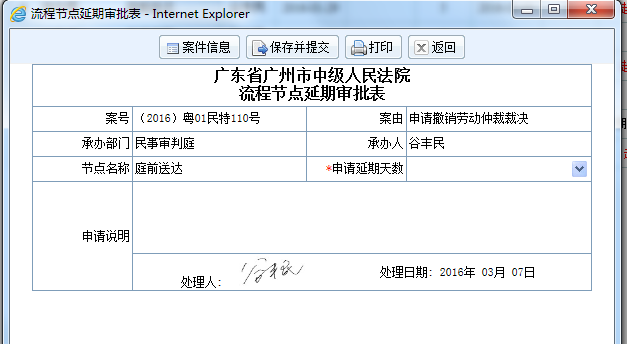 流程节点延期审批表 - Internet Explorer
案件信息 保存并提交 打印 返回
广东省广州市中级人民法院
流程节点延期审批表
案号 （2016）粤01民特110号 案由 申请撤销劳动仲裁裁决
承办部门 民事审判庭 承办人 谷丰民
节点名称 庭前送达 *申请延期天数
申请说明
处理人： 处理日期：2016年 03月 07日